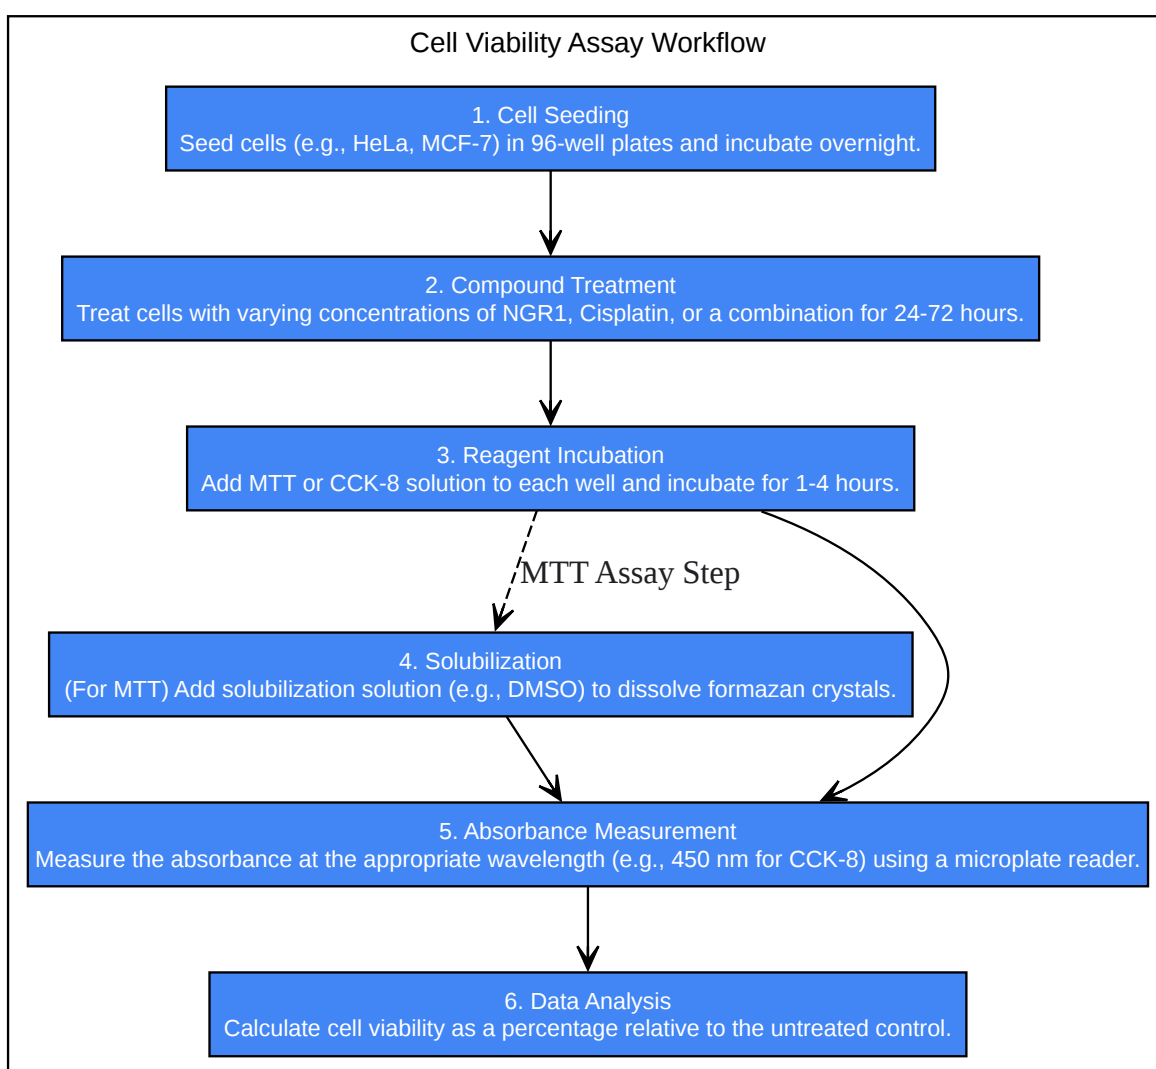 Cell Viability Assay Workflow
1. Cell Seeding
Seed cells (e.g., HeLa, MCF-7) in 96-well plates and incubate overnight.
2. Compound Treatment
Treat cells with varying concentrations of NGR1, Cisplatin, or a combination for 24-72 hours.
3. Reagent Incubation
Add MTT or CCK-8 solution to each well and incubate for 1-4 hours.
MTT Assay Step
4. Solubilization
(For MTT) Add solubilization solution (e.g., DMSO) to dissolve formazan crystals.
5. Absorbance Measurement
Measure the absorbance at the appropriate wavelength (e.g., 450 nm for CCK-8) using a microplate reader.
6. Data Analysis
Calculate cell viability as a percentage relative to the untreated control.